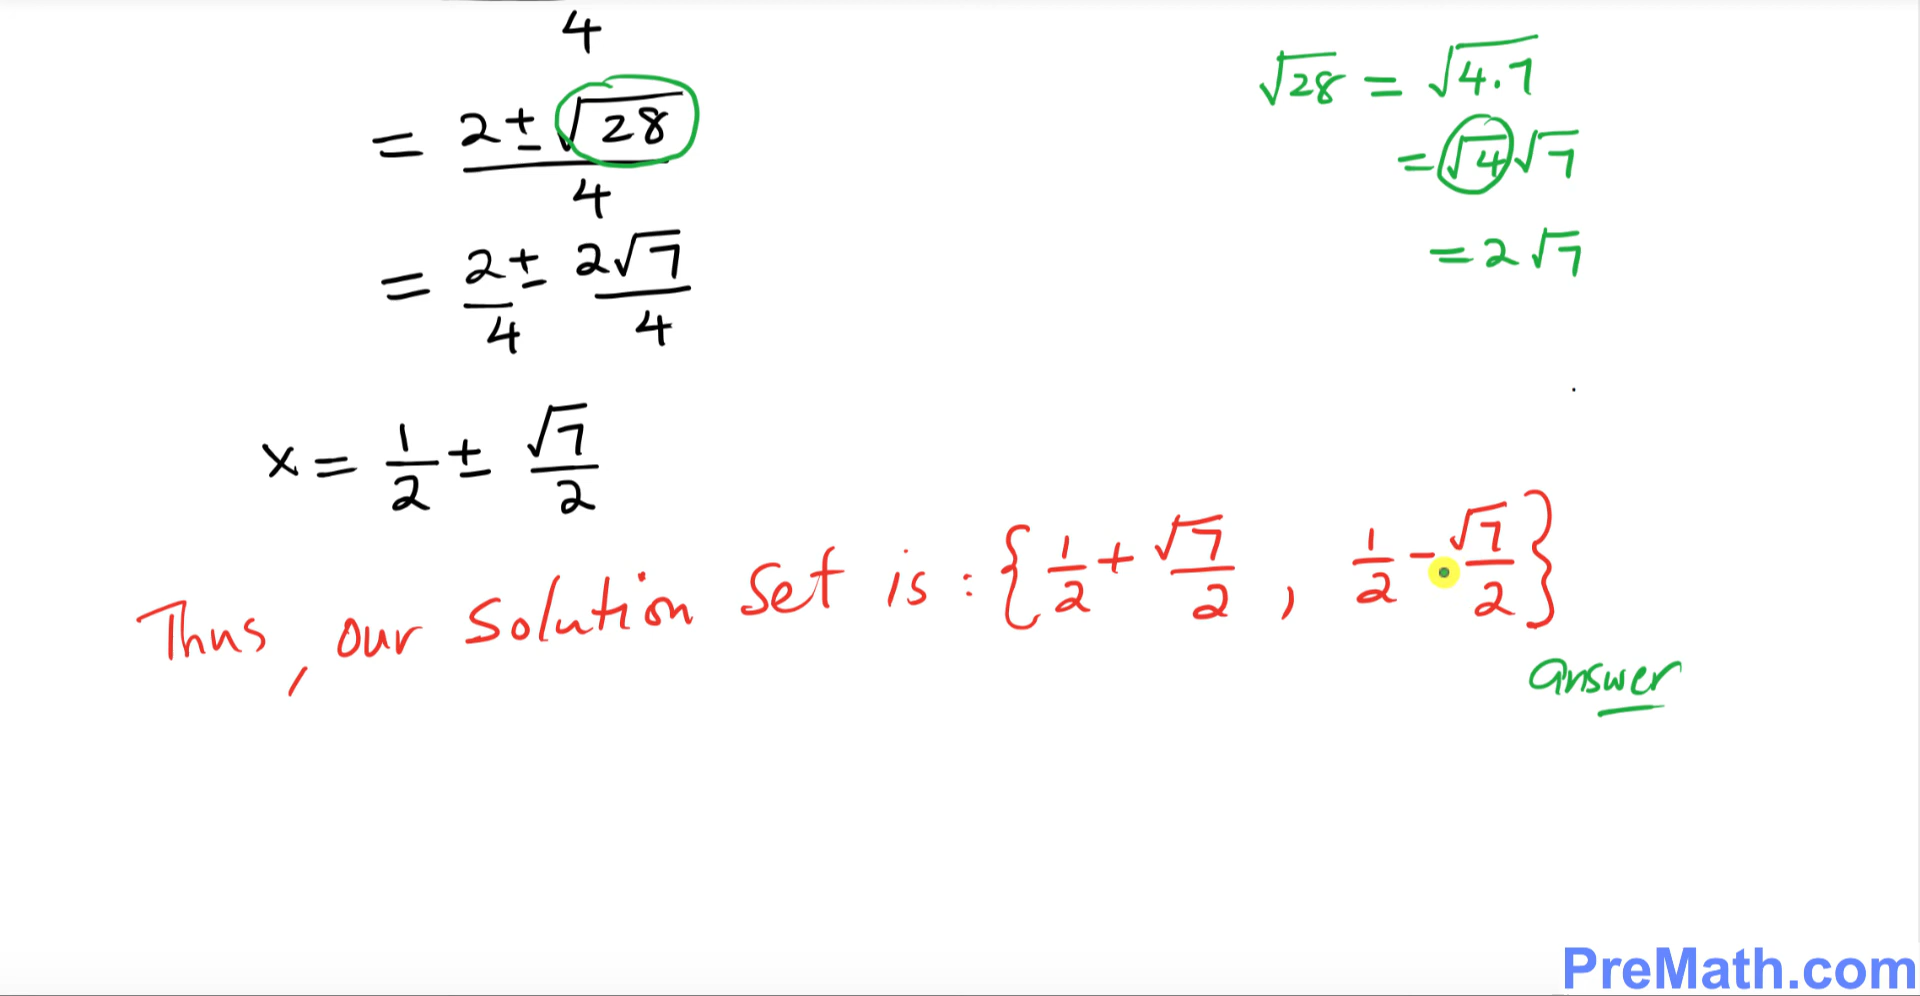 4
= 2 ± √28
4
√28 = √4.7
= √4 √7
= 2√7
= 2/4 ± 2√7/4
x = 1/2 ± √7/2
Thus, our Solution Set is : {1/2 + √7/2 , 1/2 - √7/2}
answer
PreMath.com